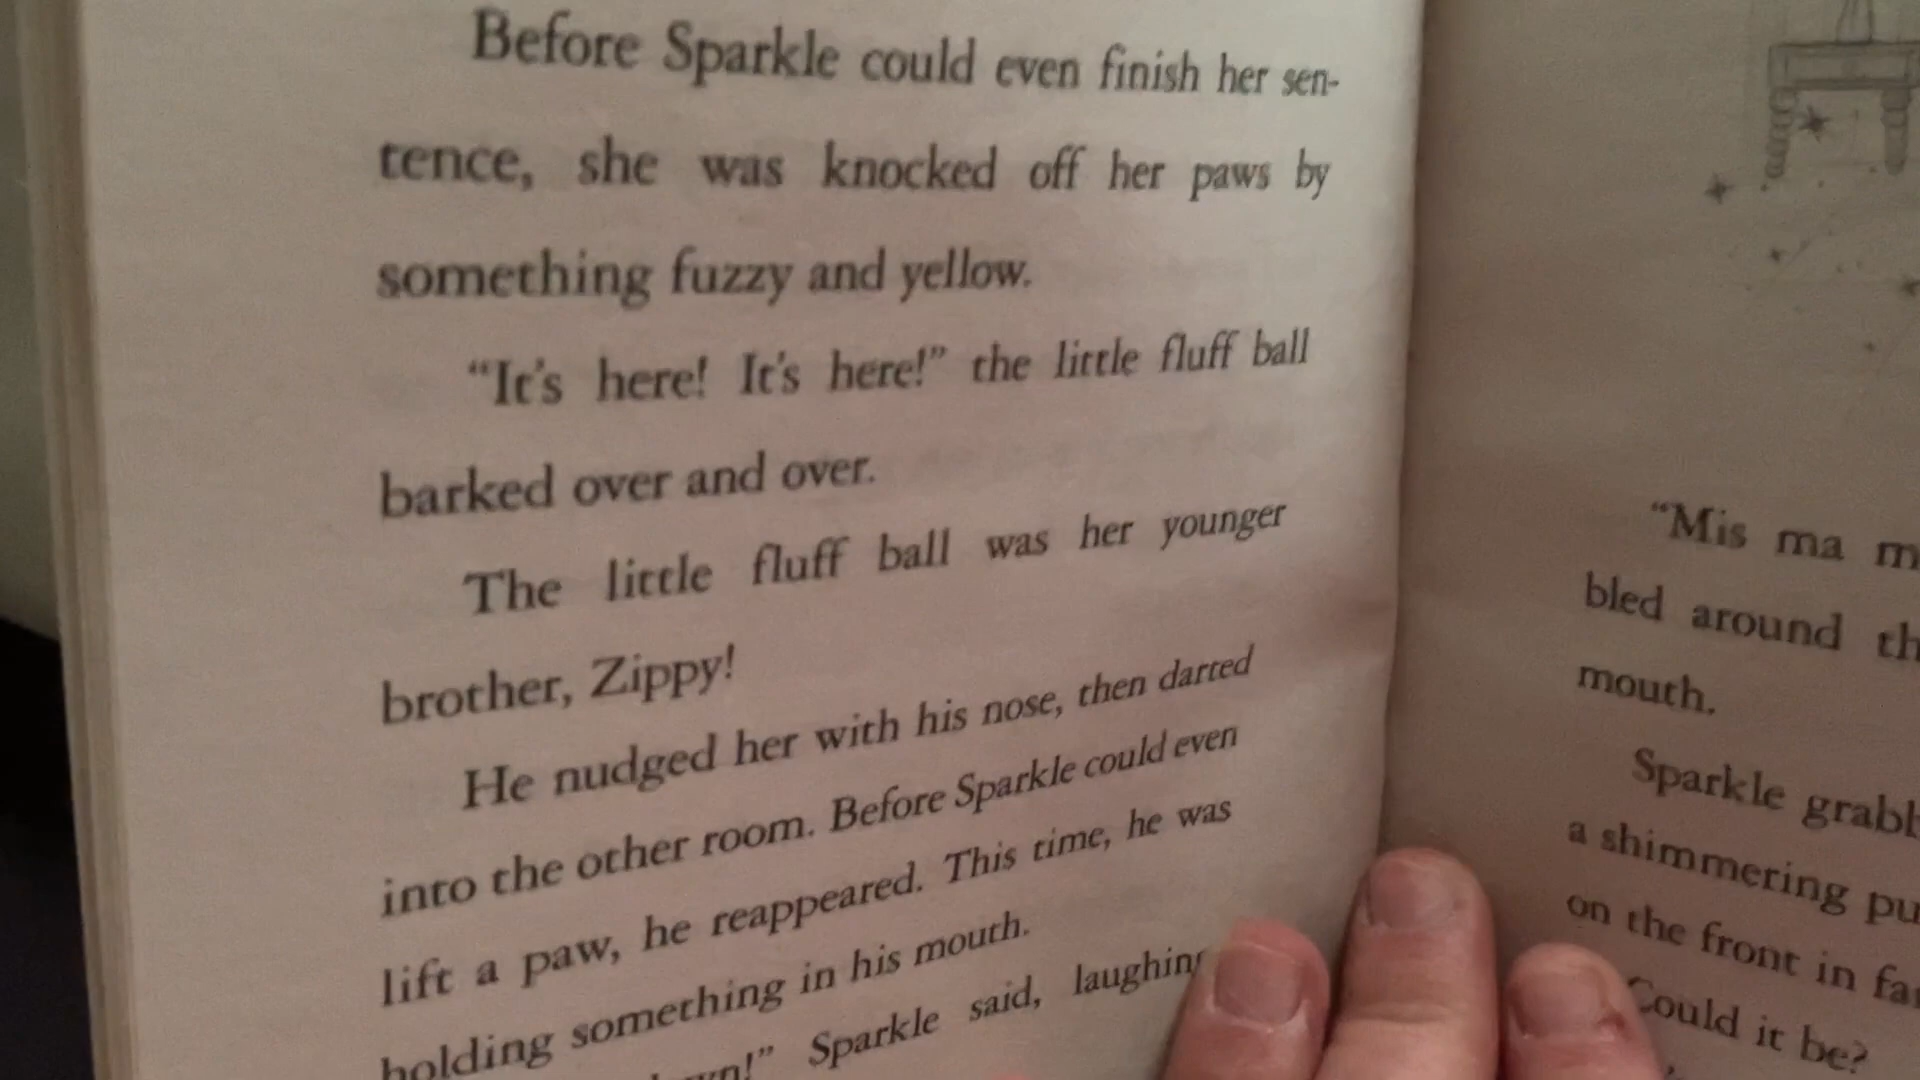 Before Sparkle could even finish her sen-
tence, she was knocked off her paws by
something fuzzy and yellow.
"It's here! It's here!" the little fluff ball
barked over and over.
The little fluff ball was her younger
brother, Zippy!
He nudged her with his nose, then darted
into the other room. Before Sparkle could even
lift a paw, he reappeared. This time, he was
holding something in his mouth.
Sparkle said, laughing
"Mis ma
bled around
mouth.
Sparkle
a shimmering
on the front in
Could it be?